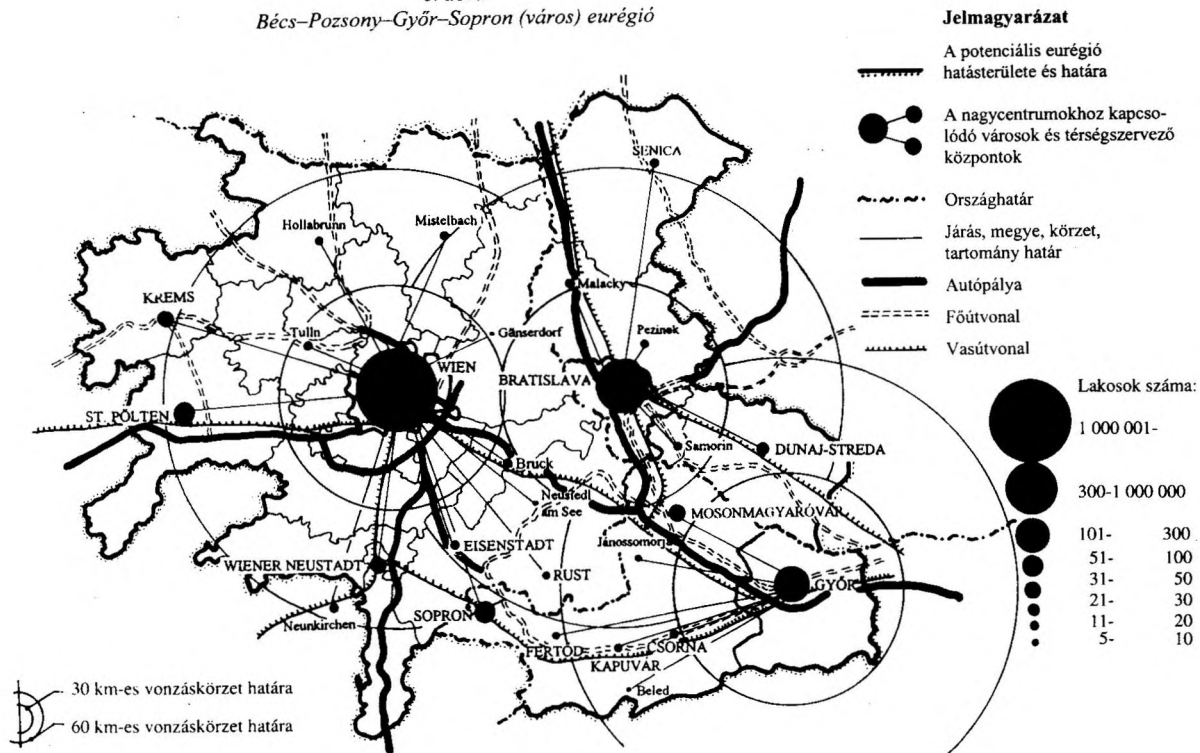 Bécs–Pozsony–Győr–Sopron (város) eurégió
Jelmagyarázat
A potenciális eurégió
hatásterülete és határa
A nagycentrumokhoz kapcso-
lódó városok és térségszervező
központok
Országhatár
Járás, megye, körzet,
tartomány határ
Autópálya
Főútvonal
Vasútvonal
Lakosok száma:
1 000 001-
300-1 000 000
101- 300
51- 100
31- 50
21- 30
11- 20
5- 10
SENICA
Hollabrunn
Mistelbach
Malacky
KREMS
Tulln
Gänserdorf
Pezinok
WIEN
BRATISLAVA
ST. PÖLTEN
Samorin
DUNAJ-STREDA
Bruck
Neusiedl
am See
MOSONMAGYARÓVÁR
EISENSTADT
Jánossomorja
WIENER NEUSTADT
RUST
GYŐR
Neunkirchen
SOPRON
FERTŐD
CSORNA
KAPUVÁR
Beled
30 km-es vonzáskörzet határa
60 km-es vonzáskörzet határa